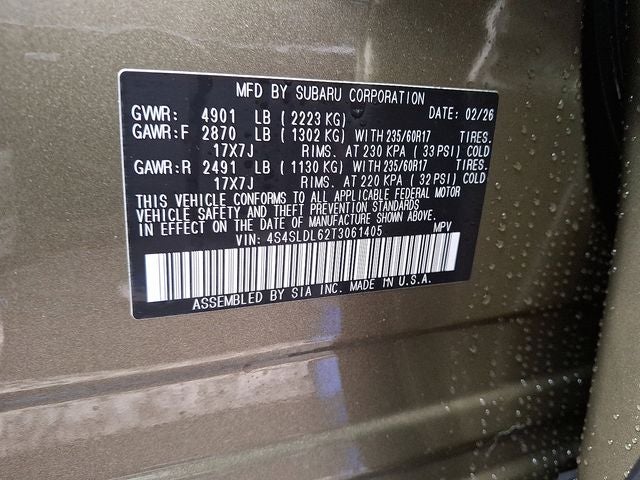 MFD BY SUBARU CORPORATION
GVWR: 4901 LB ( 2223 KG) DATE: 02/26
GAWR:F 2870 LB ( 1302 KG) WITH 235/60R17 TIRES.
17X7J RIMS. AT 230 KPA ( 33 PSI) COLD
GAWR:R 2491 LB ( 1130 KG) WITH 235/60R17 TIRES.
17X7J RIMS. AT 220 KPA ( 32 PSI) COLD
THIS VEHICLE CONFORMS TO ALL APPLICABLE FEDERAL MOTOR
VEHICLE SAFETY AND THEFT PREVENTION STANDARDS
IN EFFECT ON THE DATE OF MANUFACTURE SHOWN ABOVE.
VIN: 4S4SLDL62T3061405 MPV
ASSEMBLED BY SIA INC. MADE IN U.S.A.